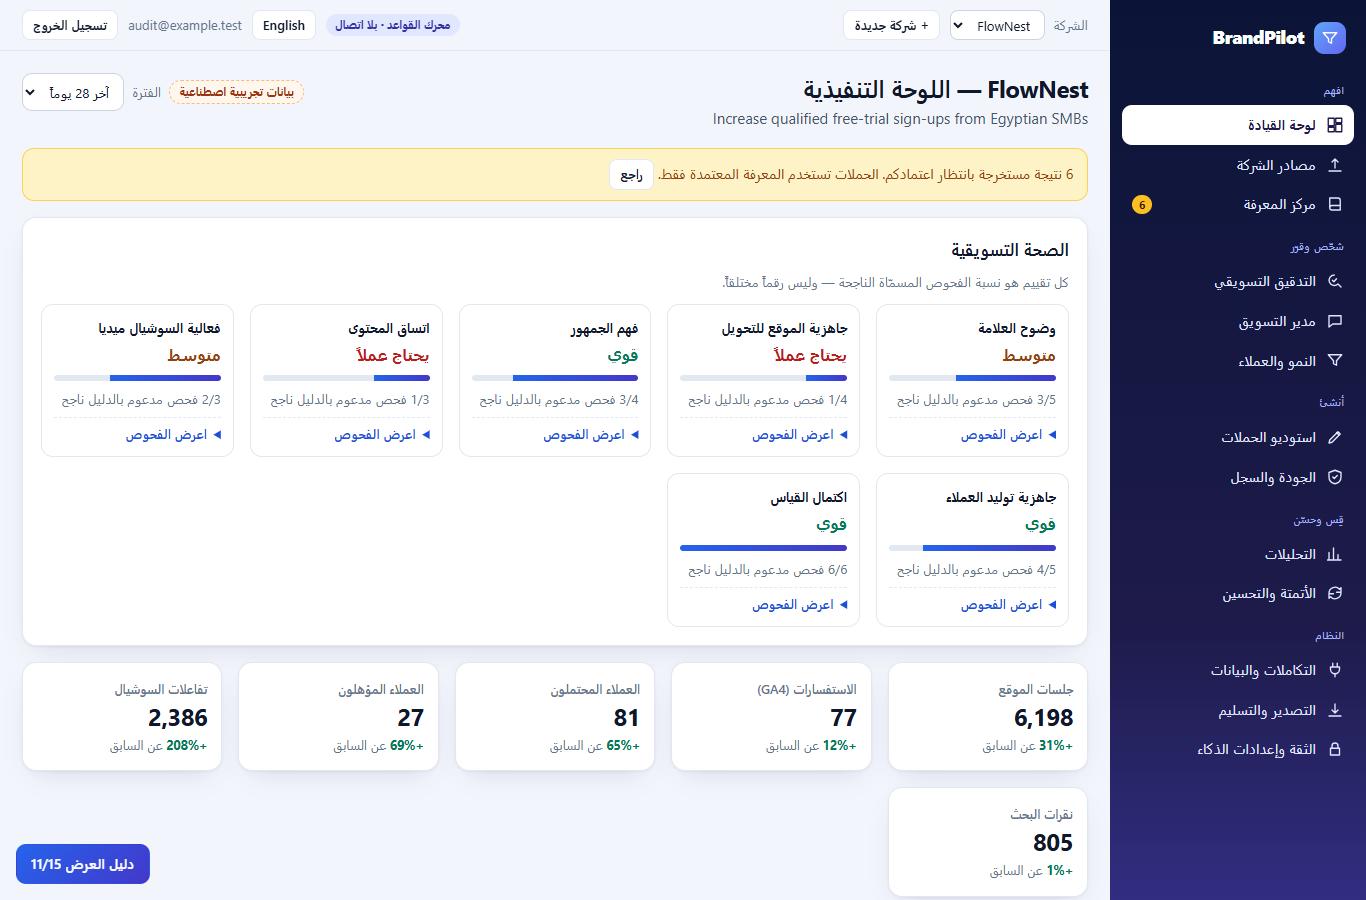 BrandPilot
افهم
لوحة القيادة
مصادر الشركة
مركز المعرفة
6
شخّص وقرّر
التدقيق التسويقي
مدير التسويق
النمو والعملاء
أنشئ
استوديو الحملات
الجودة والسجل
قِس وحسّن
التحليلات
الأتمتة والتحسين
النظام
التكاملات والبيانات
التصدير والتسليم
الثقة وإعدادات الذكاء
الشركة
FlowNest
+ شركة جديدة
محرك القواعد · بلا اتصال
English
audit@example.test
تسجيل الخروج
FlowNest — اللوحة التنفيذية
Increase qualified free-trial sign-ups from Egyptian SMBs
بيانات تجريبية اصطناعية
الفترة
آخر 28 يوماً
6 نتيجة مستخرجة بانتظار اعتمادكم. الحملات تستخدم المعرفة المعتمدة فقط.
راجع
الصحة التسويقية
كل تقييم هو نسبة الفحوص المسمّاة الناجحة — وليس رقماً مختلقاً.
وضوح العلامة
متوسط
3/5 فحص مدعوم بالدليل ناجح
اعرض الفحوص
جاهزية الموقع للتحويل
يحتاج عملاً
1/4 فحص مدعوم بالدليل ناجح
اعرض الفحوص
فهم الجمهور
قوي
3/4 فحص مدعوم بالدليل ناجح
اعرض الفحوص
اتساق المحتوى
يحتاج عملاً
1/3 فحص مدعوم بالدليل ناجح
اعرض الفحوص
فعالية السوشيال ميديا
متوسط
2/3 فحص مدعوم بالدليل ناجح
اعرض الفحوص
جاهزية توليد العملاء
قوي
4/5 فحص مدعوم بالدليل ناجح
اعرض الفحوص
اكتمال القياس
قوي
6/6 فحص مدعوم بالدليل ناجح
اعرض الفحوص
جلسات الموقع
6,198
+31% عن السابق
الاستفسارات (GA4)
77
+12% عن السابق
العملاء المحتملون
81
+65% عن السابق
العملاء المؤهلون
27
+69% عن السابق
تفاعلات السوشيال
2,386
+208% عن السابق
نقرات البحث
805
+1% عن السابق
دليل العرض 11/15